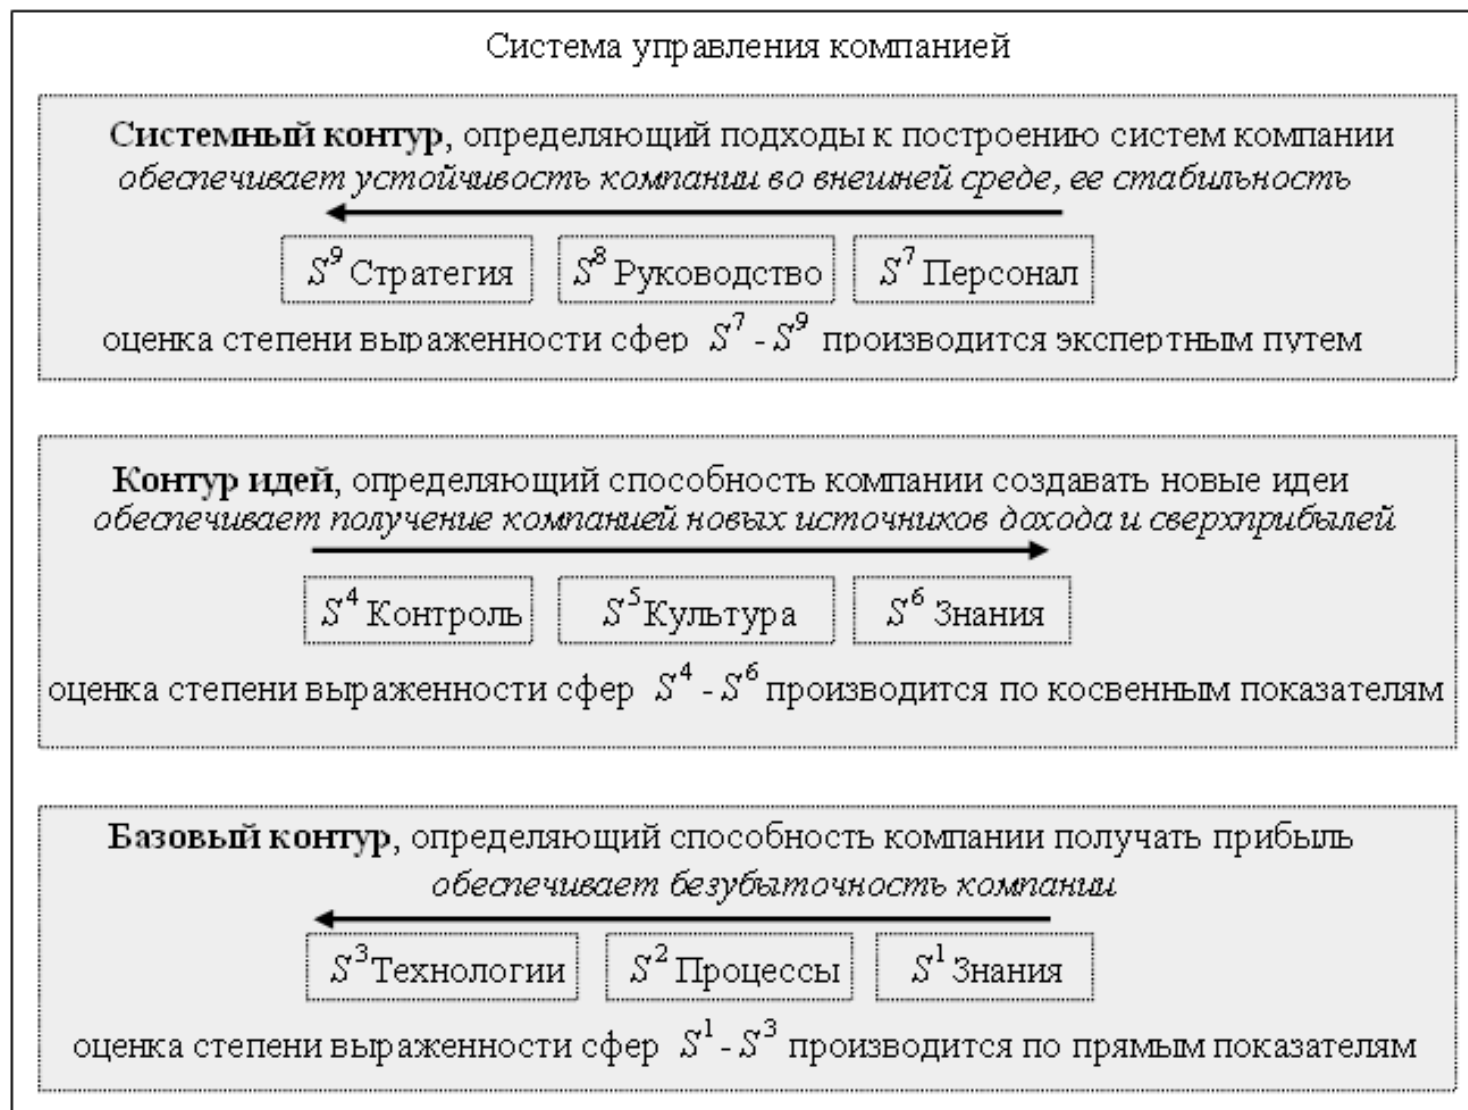 Система управления компанией
Системный контур, определяющий подходы к построению систем компании
обеспечивает устойчивость компании во внешней среде, ее стабильность
S⁹ Стратегия S⁸ Руководство S⁷ Персонал
оценка степени выраженности сфер S⁷ - S⁹ производится экспертным путем
Контур идей, определяющий способность компании создавать новые идеи
обеспечивает получение компанией новых источников дохода и сверхприбылей
S⁴ Контроль S⁵ Культура S⁶ Знания
оценка степени выраженности сфер S⁴ - S⁶ производится по косвенным показателям
Базовый контур, определяющий способность компании получать прибыль
обеспечивает безубыточность компании
S³ Технологии S² Процессы S¹ Знания
оценка степени выраженности сфер S¹ - S³ производится по прямым показателям